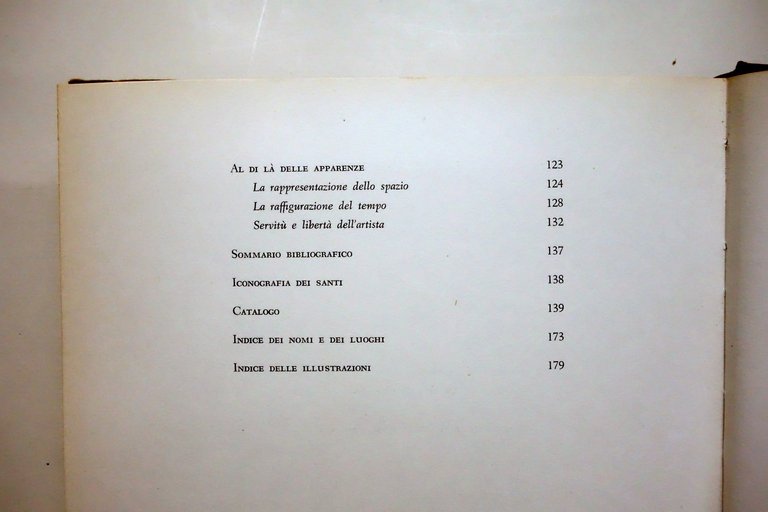 Al di là delle apparenze 123
La rappresentazione dello spazio 124
La raffigurazione del tempo 128
Servitù e libertà dell'artista 132
Sommario bibliografico 137
Iconografia dei santi 138
Catalogo 139
Indice dei nomi e dei luoghi 173
Indice delle illustrazioni 179